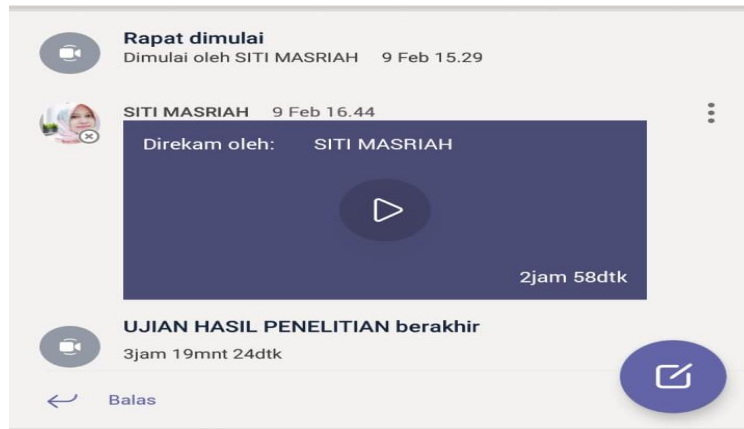 Rapat dimulai
Dimulai oleh SITI MASRIAH 9 Feb 15.29
SITI MASRIAH 9 Feb 16.44
Direkam oleh: SITI MASRIAH
2jam 58dtk
UJIAN HASIL PENELITIAN berakhir
3jam 19mnt 24dtk
Balas